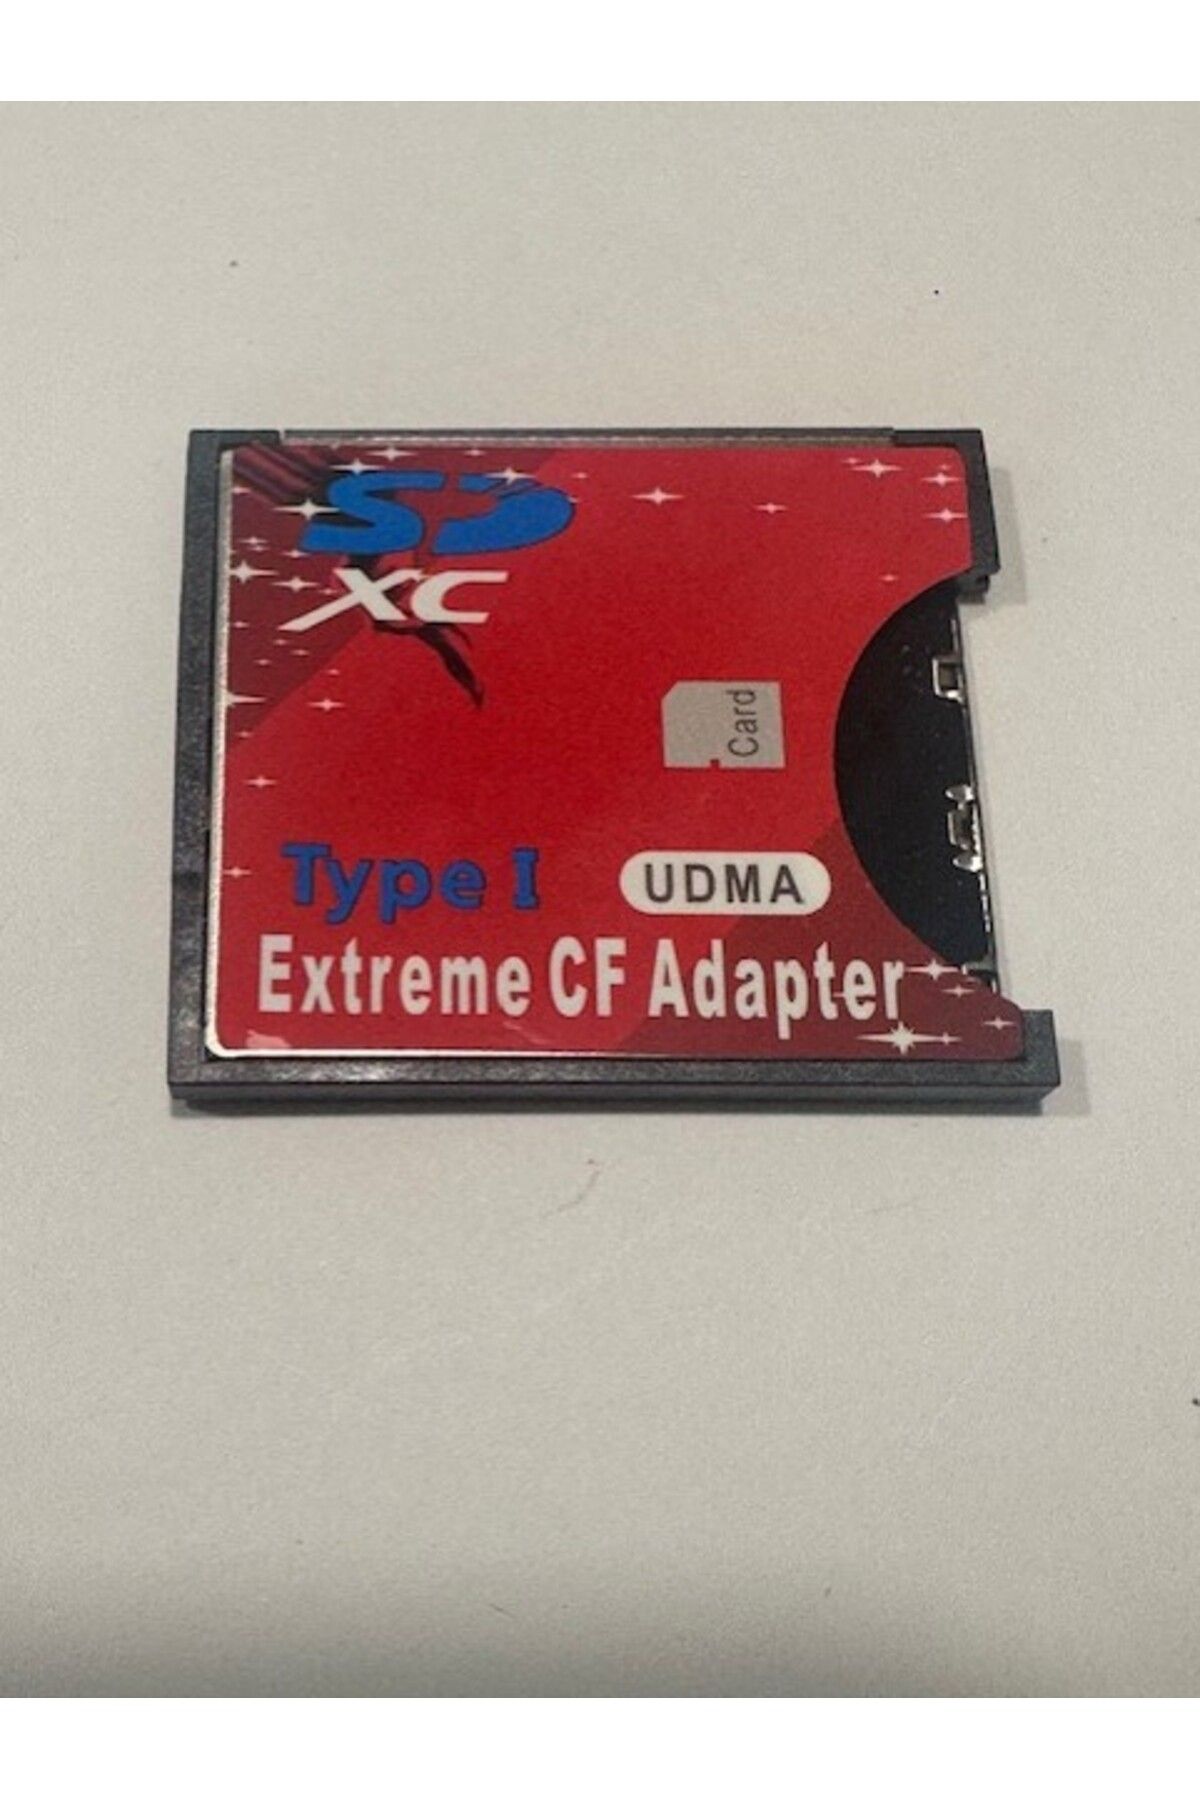 SD
XC
Card
Type I
UDMA
Extreme CF Adapter